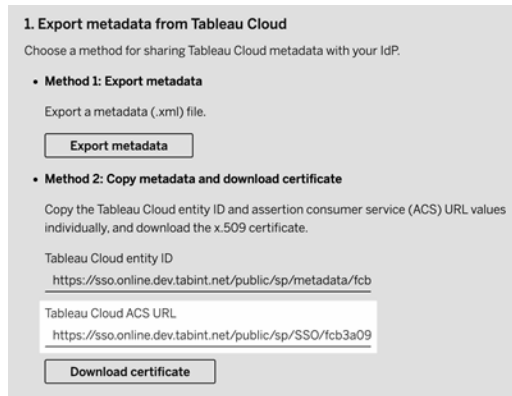 1. Export metadata from Tableau Cloud
Choose a method for sharing Tableau Cloud metadata with your IdP.
• Method 1: Export metadata
Export a metadata (.xml) file.
Export metadata
• Method 2: Copy metadata and download certificate
Copy the Tableau Cloud entity ID and assertion consumer service (ACS) URL values
individually, and download the x.509 certificate.
Tableau Cloud entity ID
https://sso.online.dev.tabint.net/public/sp/metadata/fcb
Tableau Cloud ACS URL
https://sso.online.dev.tabint.net/public/sp/SSO/fcb3a09
Download certificate